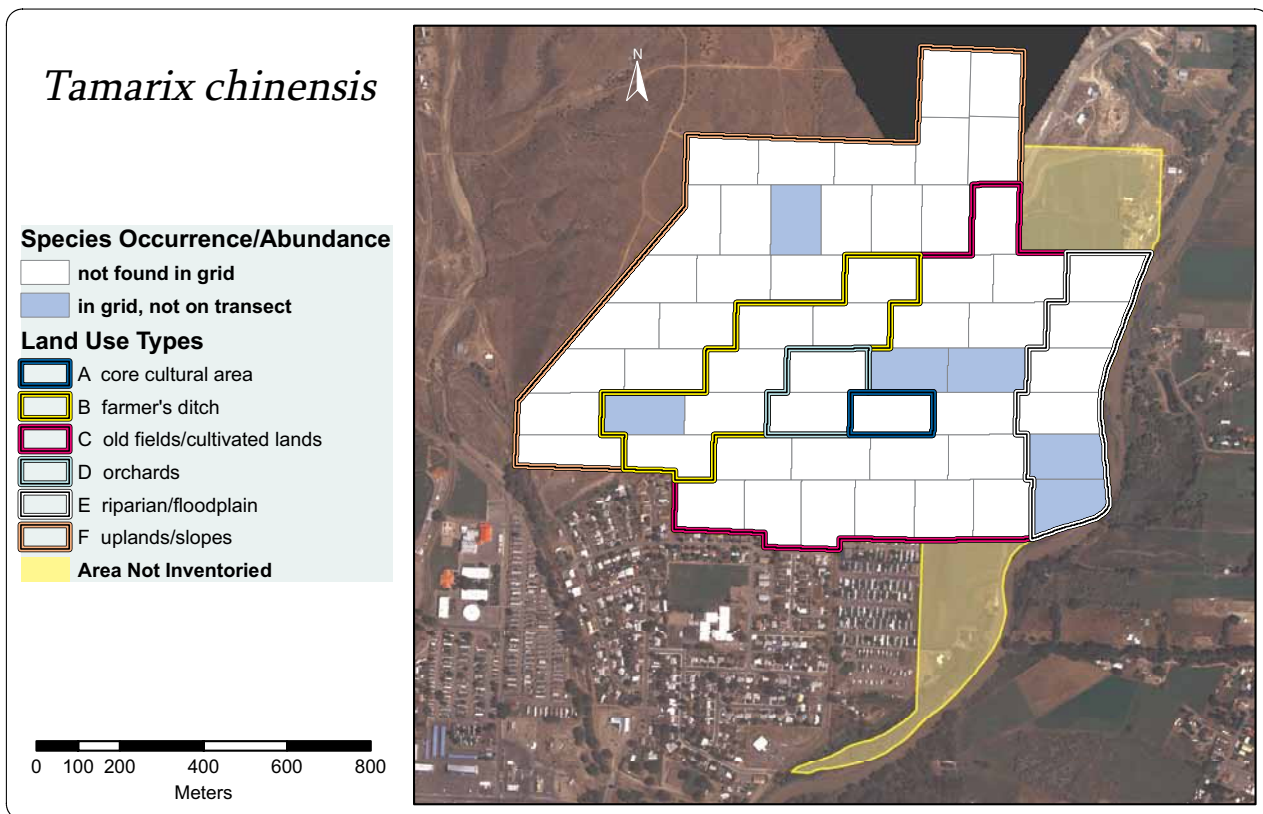 Tamarix chinensis
Species Occurrence/Abundance
not found in grid
in grid, not on transect
Land Use Types
A core cultural area
B farmer's ditch
C old fields/cultivated lands
D orchards
E riparian/floodplain
F uplands/slopes
Area Not Inventoried
0 100 200 400 600 800
Meters
N